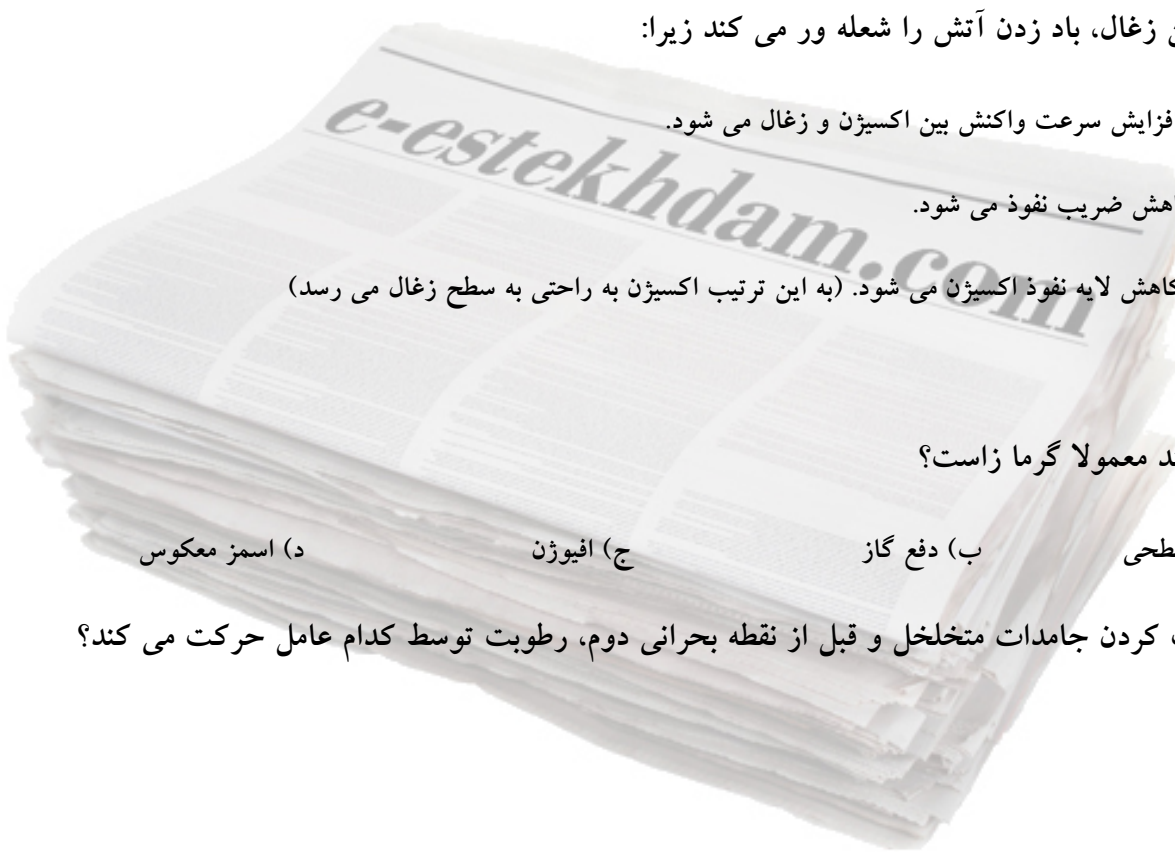 زغال، باد زدن آتش را شعله ور می کند زیرا:
فزایش سرعت واکنش بین اکسیژن و زغال می شود.
اهش ضریب نفوذ می شود.
کاهش لایه نفوذ اکسیژن می شود. (به این ترتیب اکسیژن به راحتی به سطح زغال می رسد)
e-estekhdam.com
معمولا گرما زاست؟
ب) دفع گاز ج) افیوژن د) اسمز معکوس
کردن جامدات متخلخل و قبل از نقطه بحرانی دوم، رطوبت توسط کدام عامل حرکت می کند؟